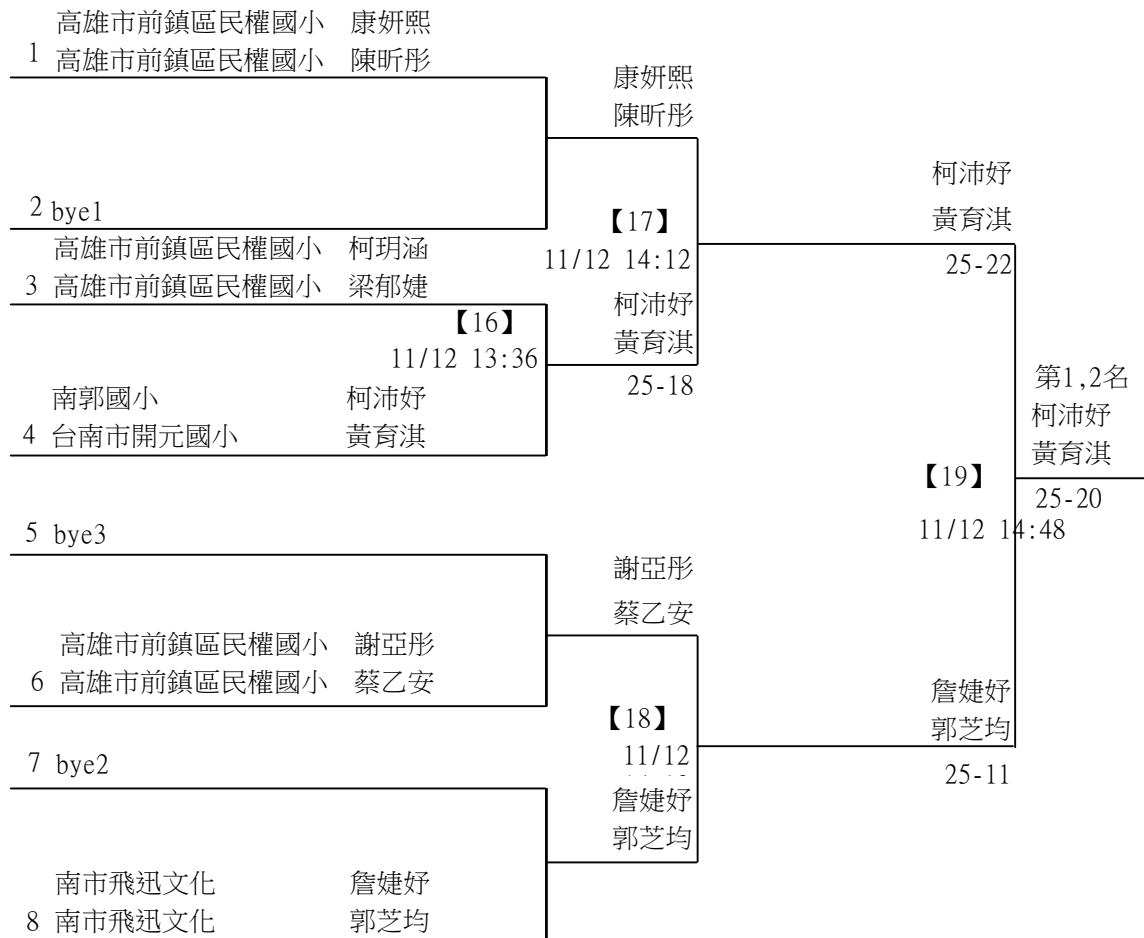 高雄市前鎮區民權國小 康妍熙
1 高雄市前鎮區民權國小 陳昕彤
康妍熙
陳昕彤
2 bye1
【17】
11/12 14:12
柯沛妤
黃育淇
25-22
高雄市前鎮區民權國小 柯玥涵
3 高雄市前鎮區民權國小 梁郁婕
【16】
11/12 13:36
柯沛妤
黃育淇
25-18
南郭國小 柯沛妤
4 台南市開元國小 黃育淇
第1,2名
柯沛妤
黃育淇
25-20
【19】
11/12 14:48
5 bye3
謝亞彤
蔡乙安
高雄市前鎮區民權國小 謝亞彤
6 高雄市前鎮區民權國小 蔡乙安
【18】
11/12
詹婕妤
郭芝均
25-11
7 bye2
詹婕妤
郭芝均
南市飛迅文化 詹婕妤
8 南市飛迅文化 郭芝均